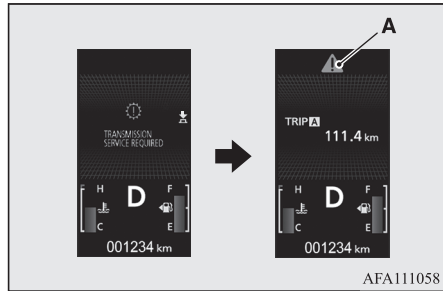 A
TRANSMISSION
SERVICE REQUIRED
H F
D
C E
001234 km
TRIP A
111.4 km
H F
D
C E
001234 km
AFA111058